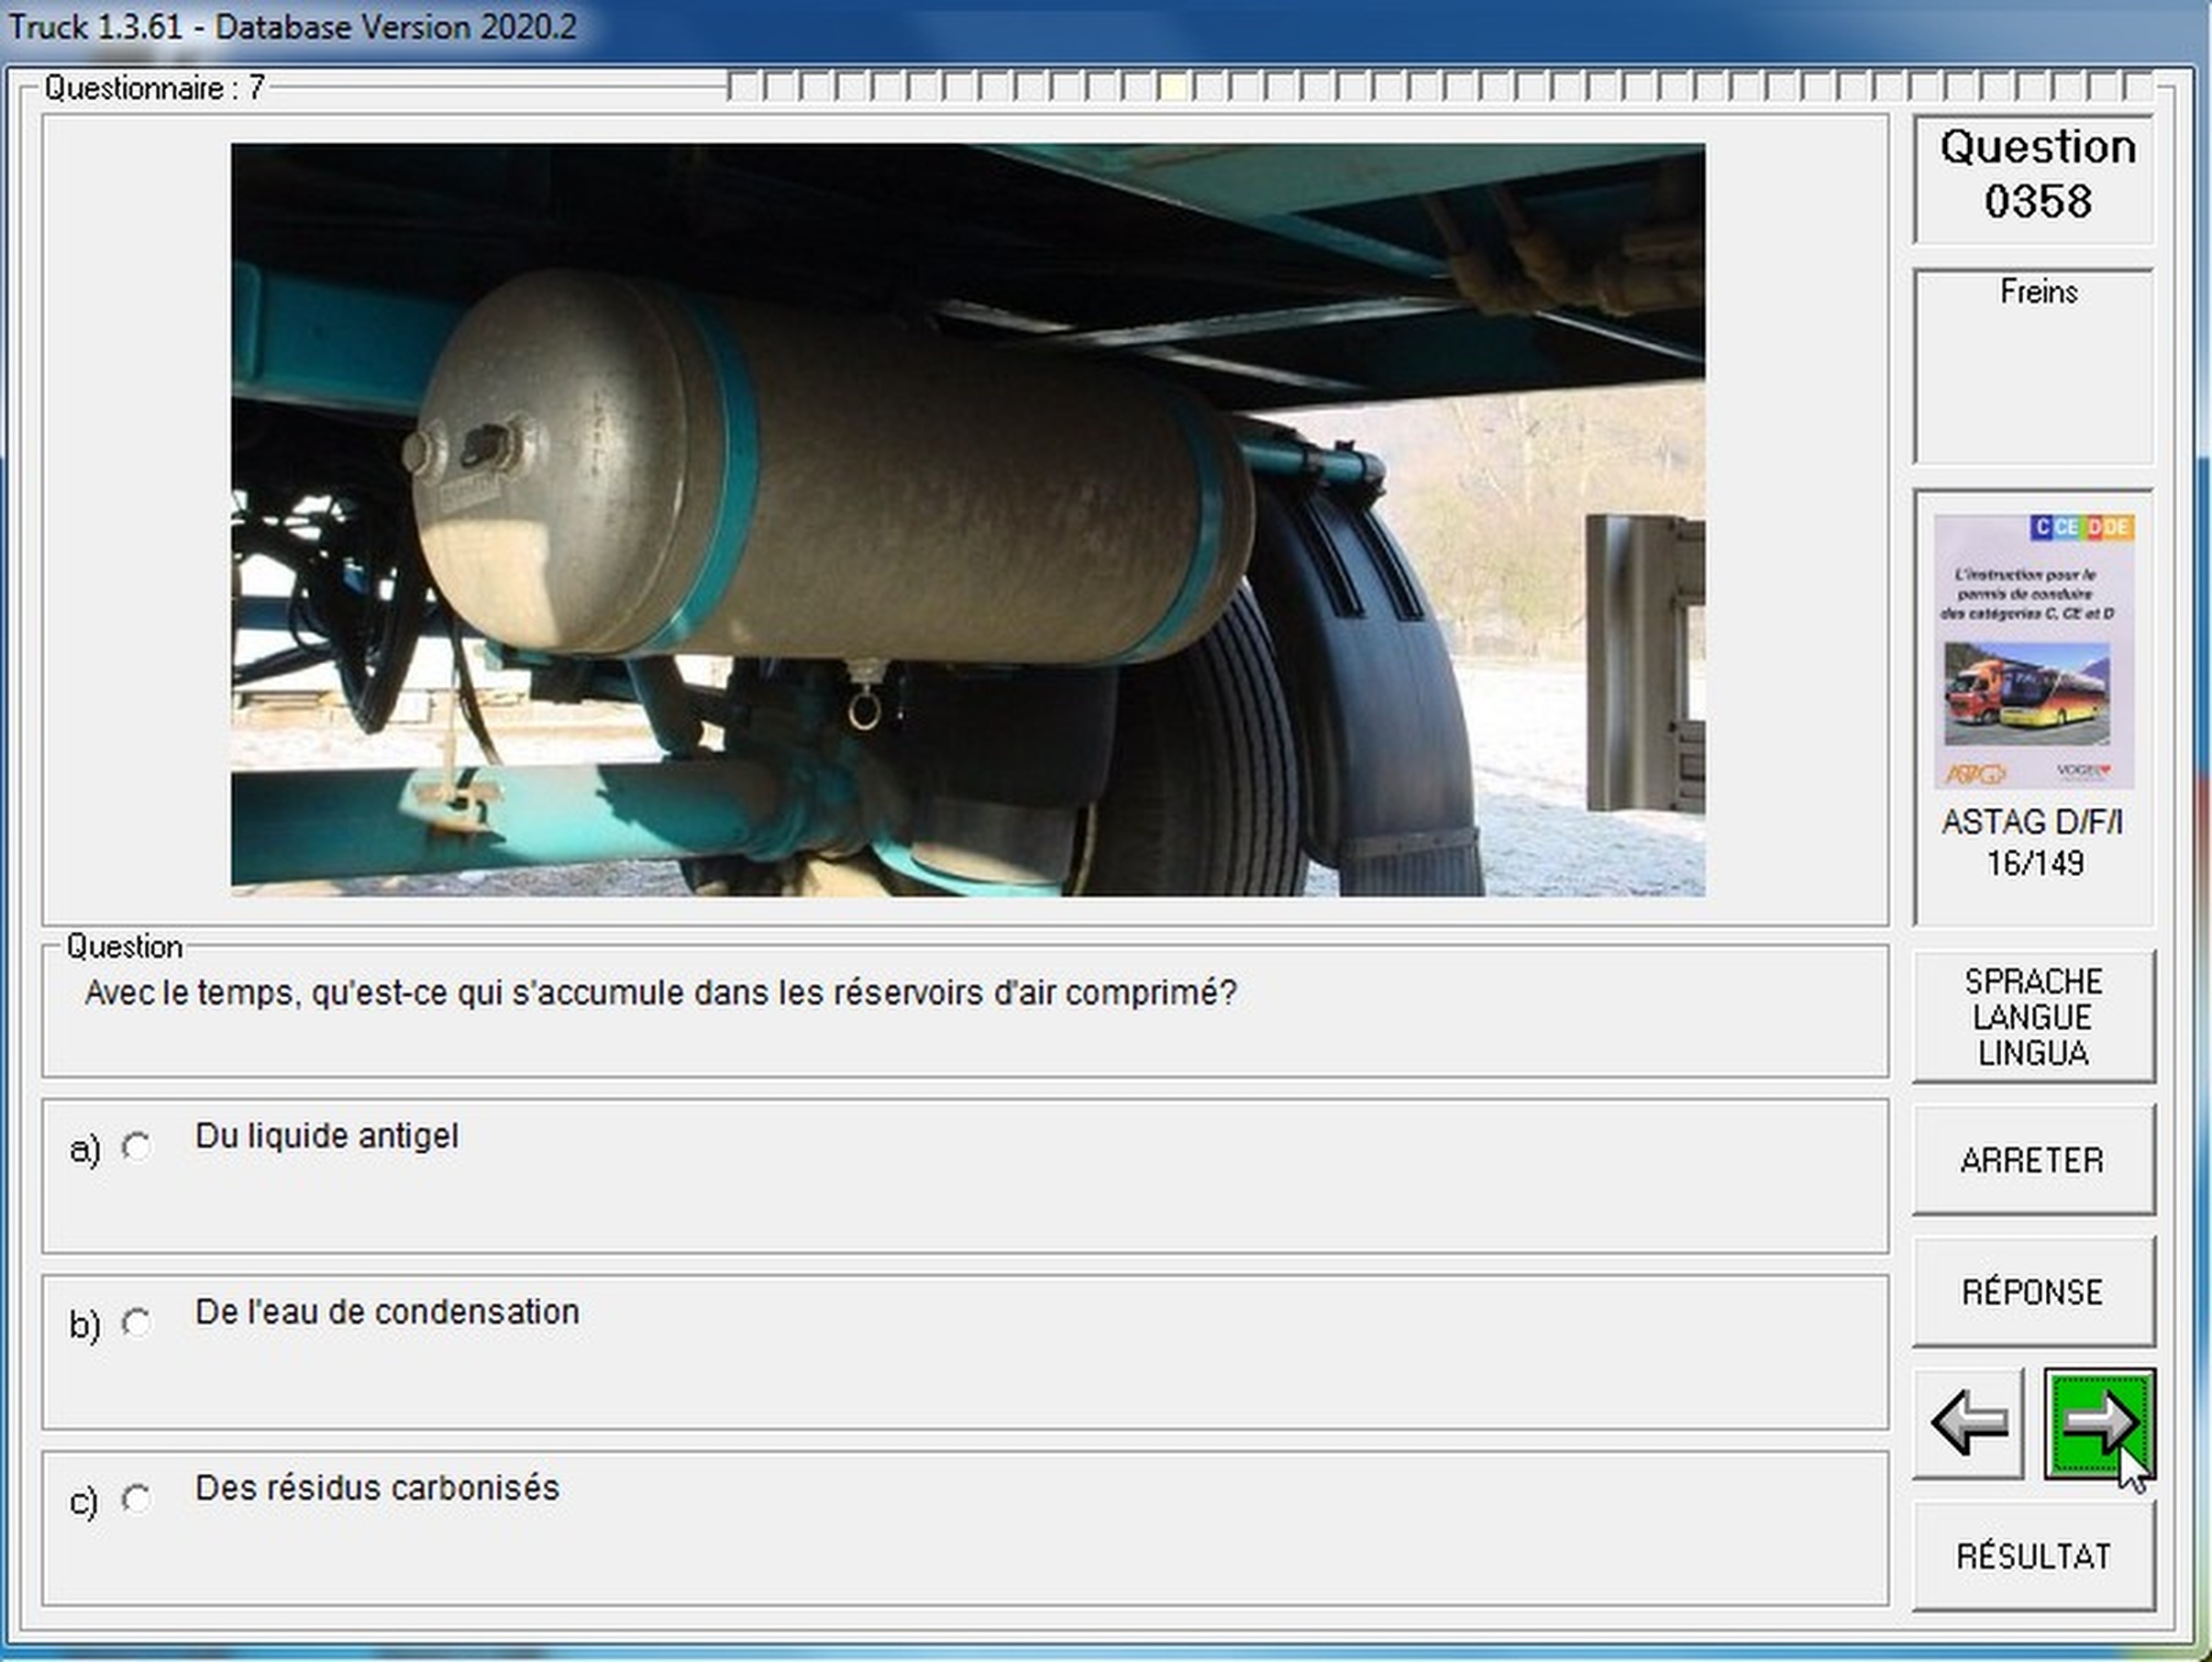 Truck 1.3.61 - Database Version 2020.2
Questionnaire : 7
Question
0358
Freins
C CE D DE
L'instruction pour le
permis de conduire
des catégories C, CE et D
ASTAG
VOGEL
ASTAG D/F/I
16/149
Question
Avec le temps, qu'est-ce qui s'accumule dans les réservoirs d'air comprimé?
a) Du liquide antigel
b) De l'eau de condensation
c) Des résidus carbonisés
SPRACHE
LANGUE
LINGUA
ARRETER
RÉPONSE
RÉSULTAT